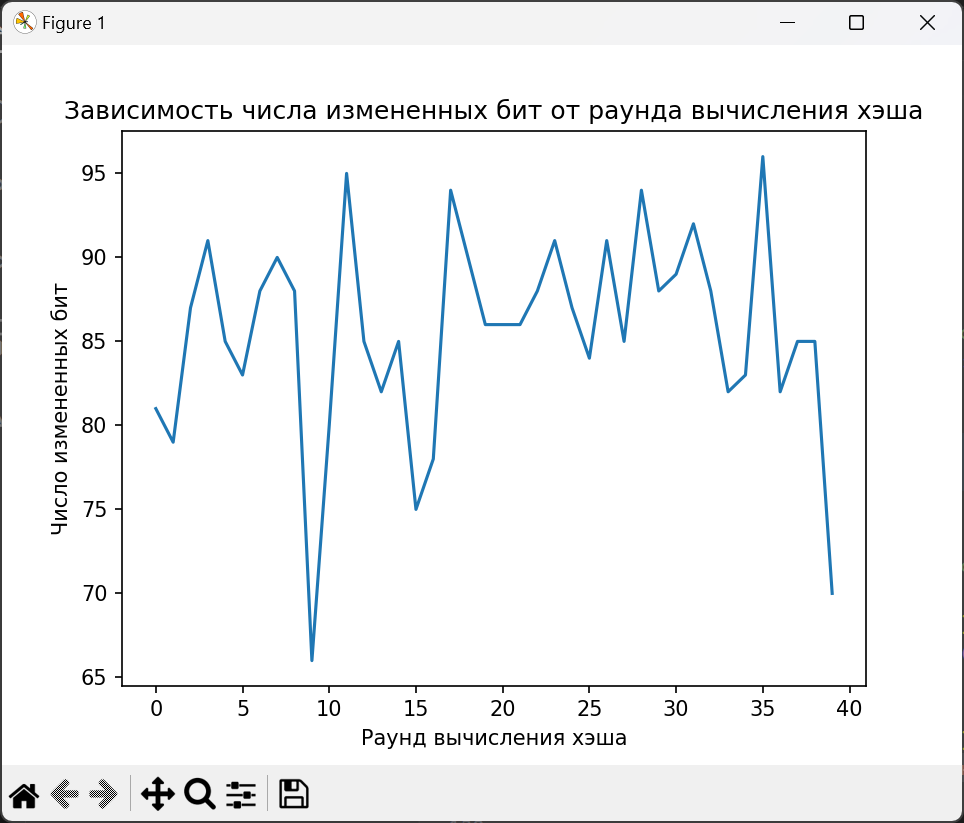 Figure 1
Зависимость числа измененных бит от раунда вычисления хэша
95
90
85
80
75
70
65
Число измененных бит
0 5 10 15 20 25 30 35 40
Раунд вычисления хэша